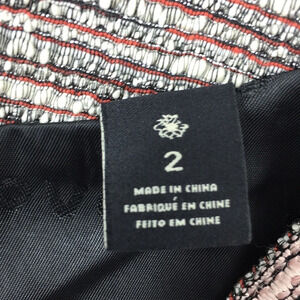 2
MADE IN CHINA
FABRIQUÉ EN CHINE
FEITO EM CHINE